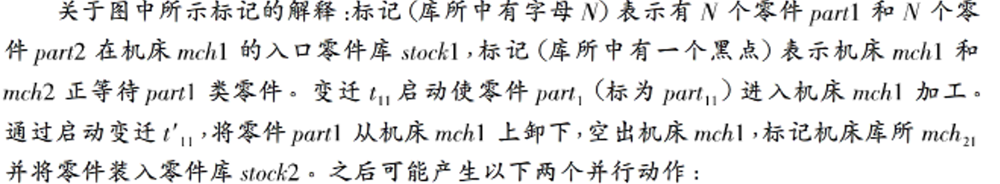 关于图中所示标记的解释:标记(库所中有字母 N)表示有 N 个零件 part1 和 N 个零
件 part2 在机床 mch1 的入口零件库 stock1,标记(库所中有一个黑点)表示机床 mch1 和
mch2 正等待 part1 类零件。变迁 t₁₁ 启动使零件 part₁(标为 part₁₁)进入机床 mch1 加工。
通过启动变迁 t′₁₁,将零件 part1 从机床 mch1 上卸下,空出机床 mch1,标记机床库所 mch₂₁
并将零件装入零件库 stock2。之后可能产生以下两个并行动作: